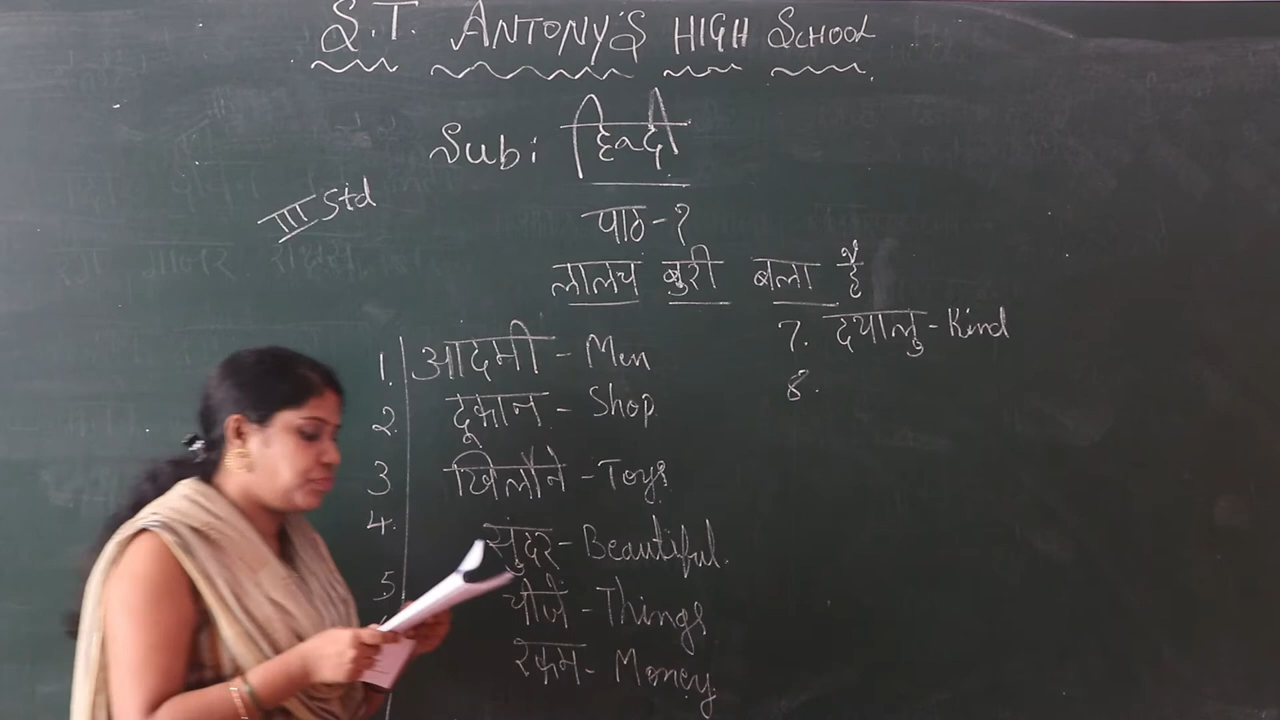 S.T. ANTONY'S HIGH SCHOOL
Sub: हिन्दी
III Std
पाठ-१
लालच बुरी बला है
1. आदमी - Men
2. दूकान - Shop
3 खिलौने - Toys
4. सुंदर - Beautiful.
5 चीजें - Things
रकम - Money
7. दयालु - Kind
8.